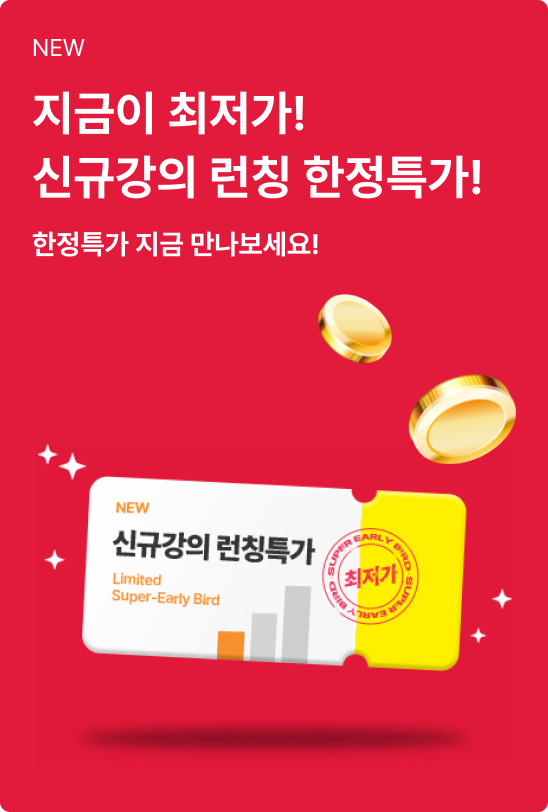 NEW
지금이 최저가!
신규강의 런칭 한정특가!
한정특가 지금 만나보세요!
NEW
신규강의 런칭특가
Limited
Super-Early Bird
SUPER EARLY BIRD
최저가
SUPER EARLY BIRD